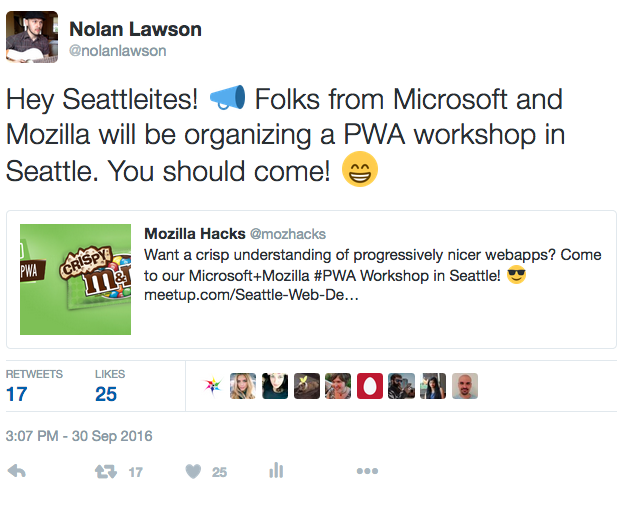 Nolan Lawson
@nolanlawson
Hey Seattleites! 📣 Folks from Microsoft and
Mozilla will be organizing a PWA workshop in
Seattle. You should come! 😁
PWA
CRISPY
m&m
Mozilla Hacks @mozhacks
Want a crisp understanding of progressively nicer webapps? Come
to our Microsoft+Mozilla #PWA Workshop in Seattle! 😎
meetup.com/Seattle-Web-De…
RETWEETS LIKES
17 25
3:07 PM - 30 Sep 2016
17 25